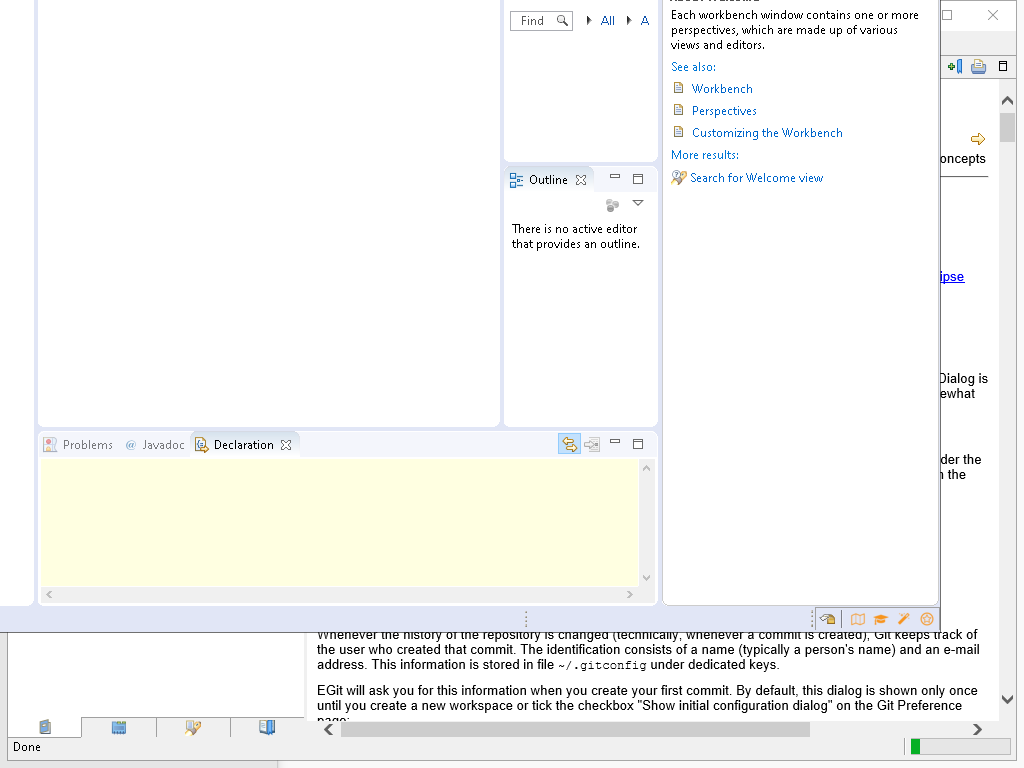 Find
All
A
Each workbench window contains one or more
perspectives, which are made up of various
views and editors.
See also:
Workbench
Perspectives
Customizing the Workbench
More results:
Search for Welcome view
Outline
There is no active editor
that provides an outline.
Problems
@ Javadoc
Declaration
oncepts
ipse
Dialog is
ewhat
der the
the
Whenever the history of the repository is changed (technically, whenever a commit is created), Git keeps track of
the user who created that commit. The identification consists of a name (typically a person's name) and an e-mail
address. This information is stored in file ~/.gitconfig under dedicated keys.
EGit will ask you for this information when you create your first commit. By default, this dialog is shown only once
until you create a new workspace or tick the checkbox "Show initial configuration dialog" on the Git Preference
page:
Done